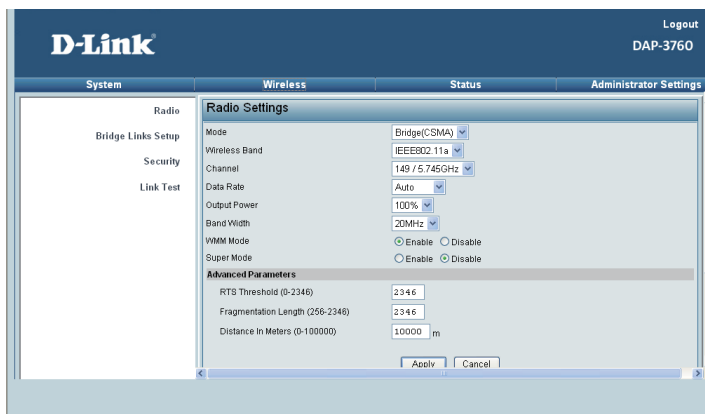 Logout
D-Link
DAP-3760
System Wireless Status Administrator Settings
Radio
Bridge Links Setup
Security
Link Test
Radio Settings
Mode Bridge(CSMA)
Wireless Band IEEE802.11a
Channel 149 / 5.745GHz
Data Rate Auto
Output Power 100%
Band Width 20MHz
WMM Mode Enable Disable
Super Mode Enable Disable
Advanced Parameters
RTS Threshold (0-2346) 2346
Fragmentation Length (256-2346) 2346
Distance In Meters (0-100000) 10000 m
Apply Cancel